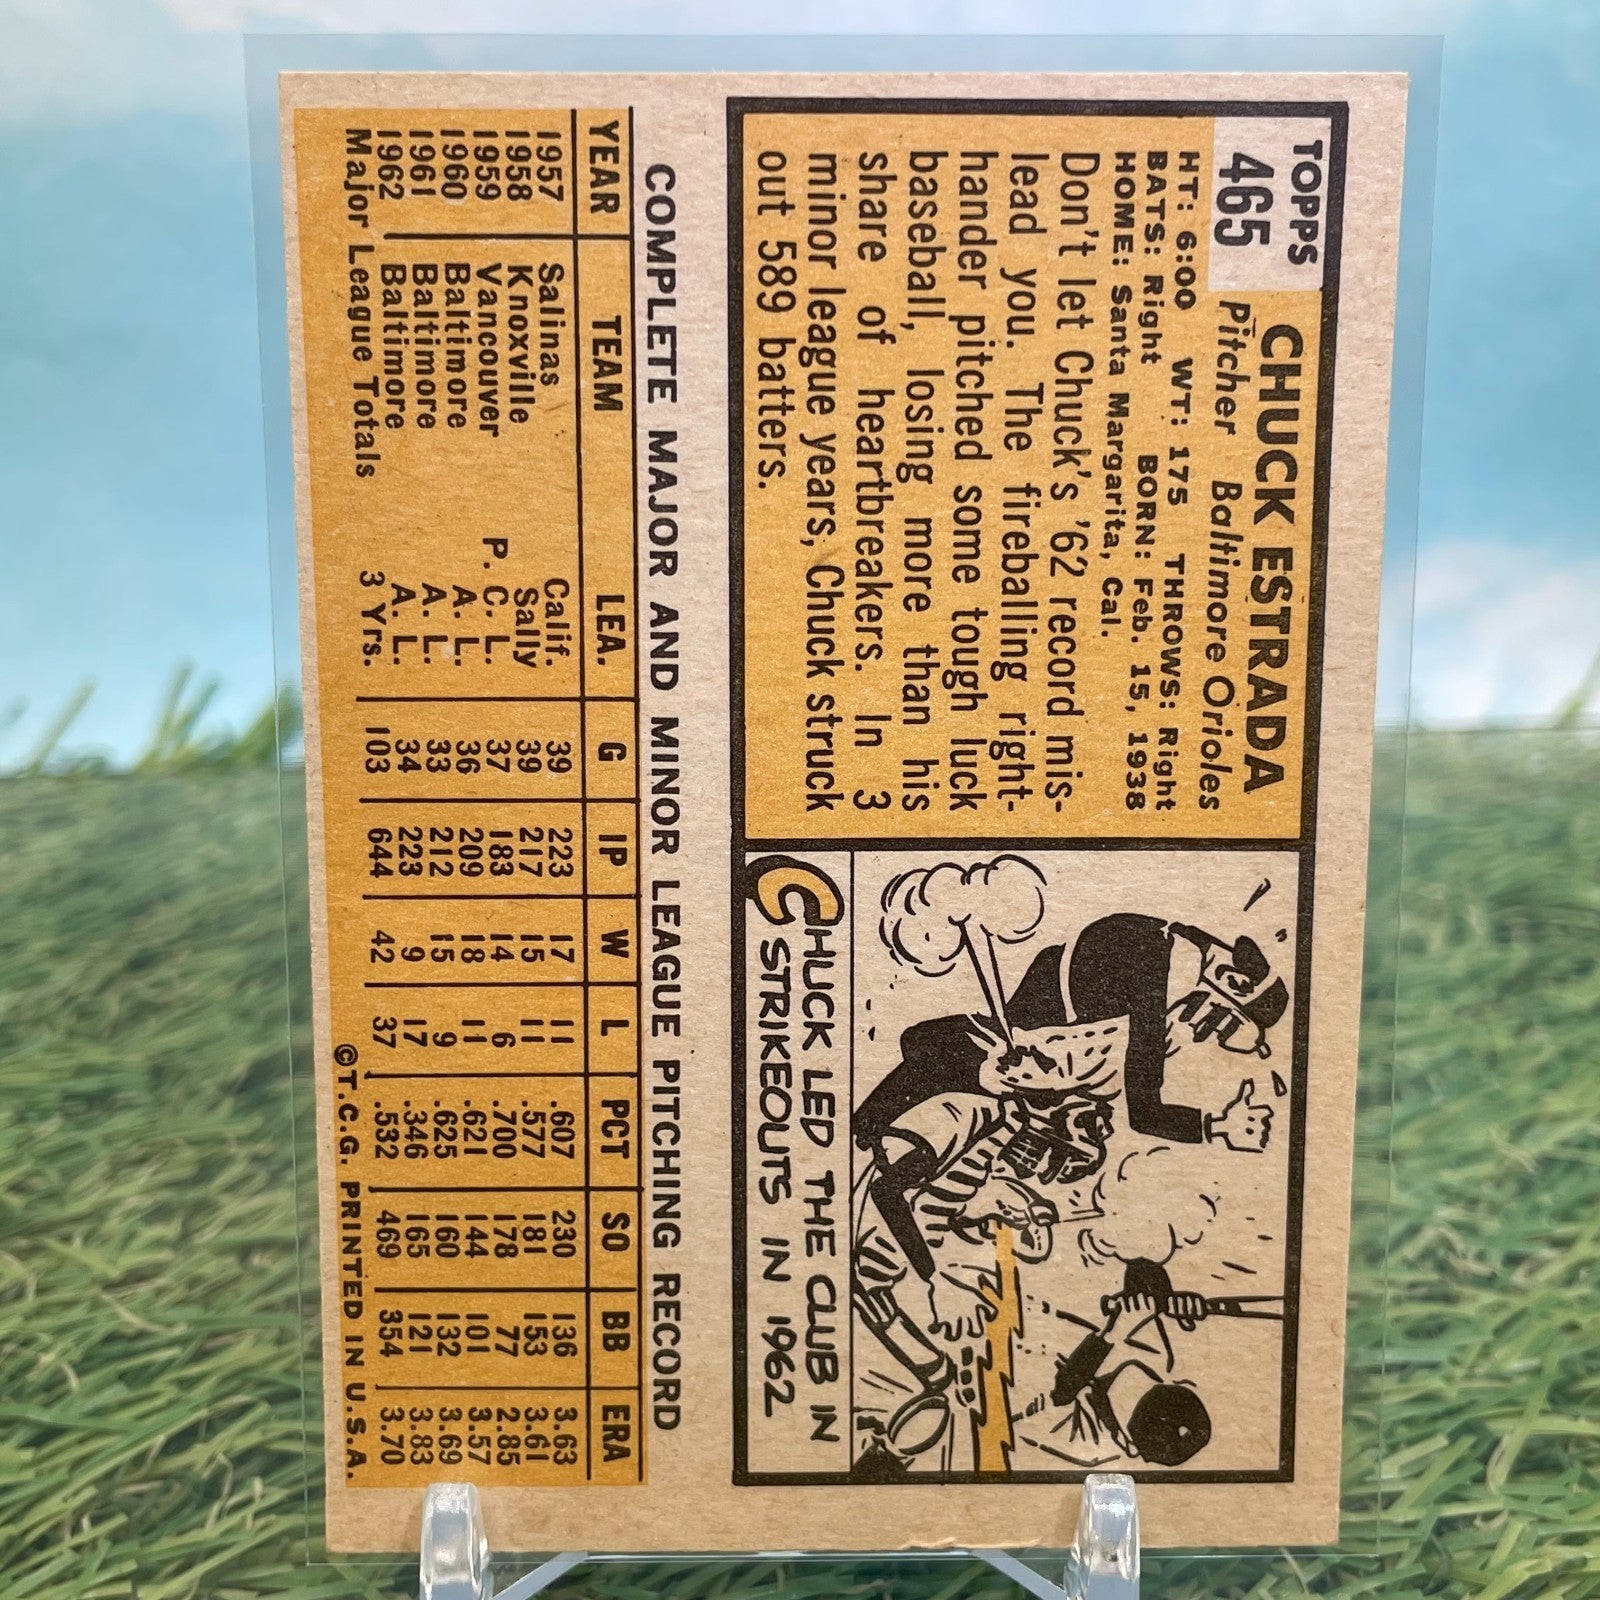 TOPPS
465
CHUCK ESTRADA
Pitcher Baltimore Orioles
HT: 6:00 WT: 175 THROWS: Right
BATS: Right BORN: Feb. 15, 1938
HOME: Santa Margarita, Cal.
Don't let Chuck's '62 record mis-
lead you. The fireballing right-
hander pitched some tough luck
baseball, losing more than his
share of heartbreakers. In 3
minor league years, Chuck struck
out 589 batters.
CHUCK LED THE CLUB IN
STRIKEOUTS IN 1962
COMPLETE MAJOR AND MINOR LEAGUE PITCHING RECORD
YEAR TEAM LEA. G IP W L PCT SO BB ERA
1957 Salinas Calif. 39 223 17 11 .607 230 136 3.63
1958 Knoxville Sally 39 217 15 11 .577 181 153 3.61
1959 Vancouver P. C. L. 37 183 14 6 .700 178 77 2.85
1960 Baltimore A. L. 36 209 18 11 .621 144 101 3.57
1961 Baltimore A. L. 33 212 15 9 .625 160 132 3.69
1962 Baltimore A. L. 34 223 9 17 .346 165 121 3.83
Major League Totals 3 Yrs. 103 644 42 37 .532 469 354 3.70
©T.C.G. PRINTED IN U.S.A.